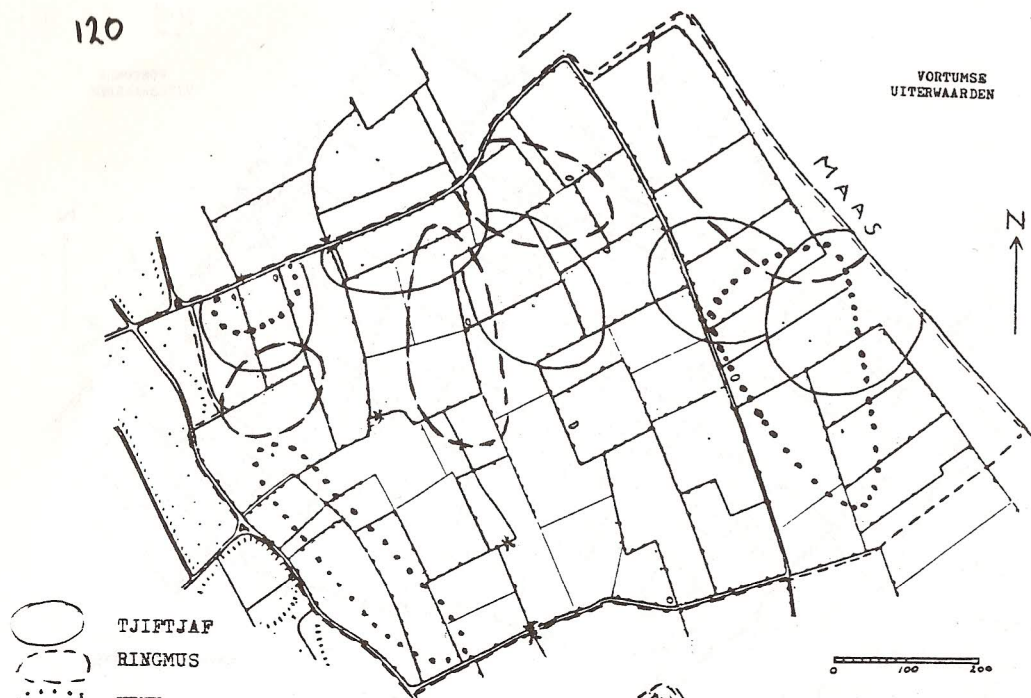 120
VORTUMSE
UITERWAARDEN
MAAS
N
TJIFTJAF
RINGMUS
0 100 200